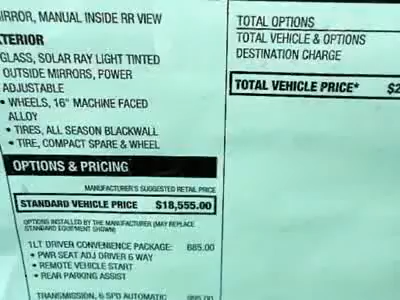 MIRROR, MANUAL INSIDE RR VIEW
EXTERIOR
GLASS, SOLAR RAY LIGHT TINTED
OUTSIDE MIRRORS, POWER
ADJUSTABLE
• WHEELS, 16" MACHINE FACED
ALLOY
• TIRES, ALL SEASON BLACKWALL
• TIRE, COMPACT SPARE & WHEEL
OPTIONS & PRICING
MANUFACTURER'S SUGGESTED RETAIL PRICE
STANDARD VEHICLE PRICE $18,555.00
OPTIONS INSTALLED BY THE MANUFACTURER (MAY REPLACE
STANDARD EQUIPMENT SHOWN)
1LT DRIVER CONVENIENCE PACKAGE: 685.00
• PWR SEAT ADJ DRIVER 6 WAY
• REMOTE VEHICLE START
• REAR PARKING ASSIST
TRANSMISSION, 6 SPD AUTOMATIC
TOTAL OPTIONS
TOTAL VEHICLE & OPTIONS
DESTINATION CHARGE
TOTAL VEHICLE PRICE* $2